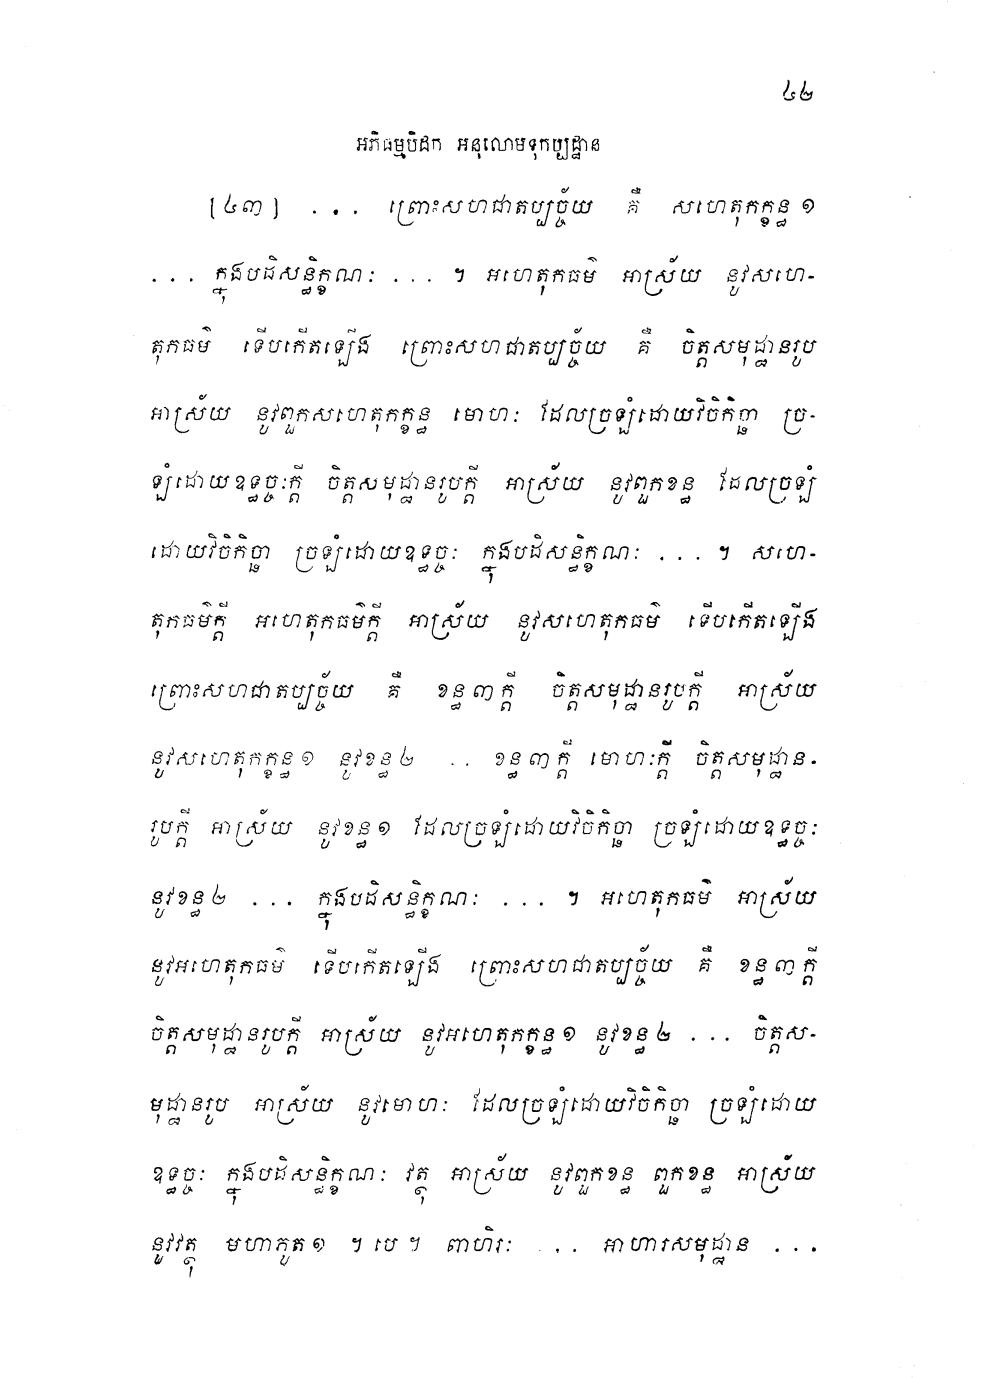 ៤២
អភិធម្មបិដក អនុលោមទុកប្បដ្ឋាន
[៤៣] ... ព្រោះសហជាតប្បច្ច័យ គឺ សហេតុកក្ខន្ធ ១
... ក្នុងបដិសន្ធិក្ខណៈ ... ។ អហេតុកធម៌ អាស្រ័យ នូវសហេ-
តុកធម៌ ទើបកើតឡើង ព្រោះសហជាតប្បច្ច័យ គឺ ចិត្តសមុដ្ឋានរូប
អាស្រ័យ នូវពួកសហេតុកក្ខន្ធ មោហៈ ដែលច្រឡំដោយវិចិកិច្ឆា ច្រ-
ឡំដោយឧទ្ធច្ចៈក្តី ចិត្តសមុដ្ឋានរូបក្តី អាស្រ័យ នូវពួកខន្ធ ដែលច្រឡំ
ដោយវិចិកិច្ឆា ច្រឡំដោយឧទ្ធច្ចៈ ក្នុងបដិសន្ធិក្ខណៈ ... ។ សហេ-
តុកធម៌ក្តី អហេតុកធម៌ក្តី អាស្រ័យ នូវសហេតុកធម៌ ទើបកើតឡើង
ព្រោះសហជាតប្បច្ច័យ គឺ ខន្ធ ៣ ក្តី ចិត្តសមុដ្ឋានរូបក្តី អាស្រ័យ
នូវសហេតុកក្ខន្ធ ១ នូវខន្ធ ២ .. ខន្ធ ៣ ក្តី មោហៈក្តី ចិត្តសមុដ្ឋាន-
រូបក្តី អាស្រ័យ នូវខន្ធ ១ ដែលច្រឡំដោយវិចិកិច្ឆា ច្រឡំដោយឧទ្ធច្ចៈ
នូវខន្ធ ២ ... ក្នុងបដិសន្ធិក្ខណៈ ... ។ អហេតុកធម៌ អាស្រ័យ
នូវអហេតុកធម៌ ទើបកើតឡើង ព្រោះសហជាតប្បច្ច័យ គឺ ខន្ធ ៣ ក្តី
ចិត្តសមុដ្ឋានរូបក្តី អាស្រ័យ នូវអហេតុកក្ខន្ធ ១ នូវខន្ធ ២ ... ចិត្តស-
មុដ្ឋានរូប អាស្រ័យ នូវមោហៈ ដែលច្រឡំដោយវិចិកិច្ឆា ច្រឡំដោយ
ឧទ្ធច្ចៈ ក្នុងបដិសន្ធិក្ខណៈ វត្ថុ អាស្រ័យ នូវពួកខន្ធ ពួកខន្ធ អាស្រ័យ
នូវវត្ថុ មហាភូត ១ ។ បេ ។ ពាហិរៈ ... អាហារសមុដ្ឋាន ...